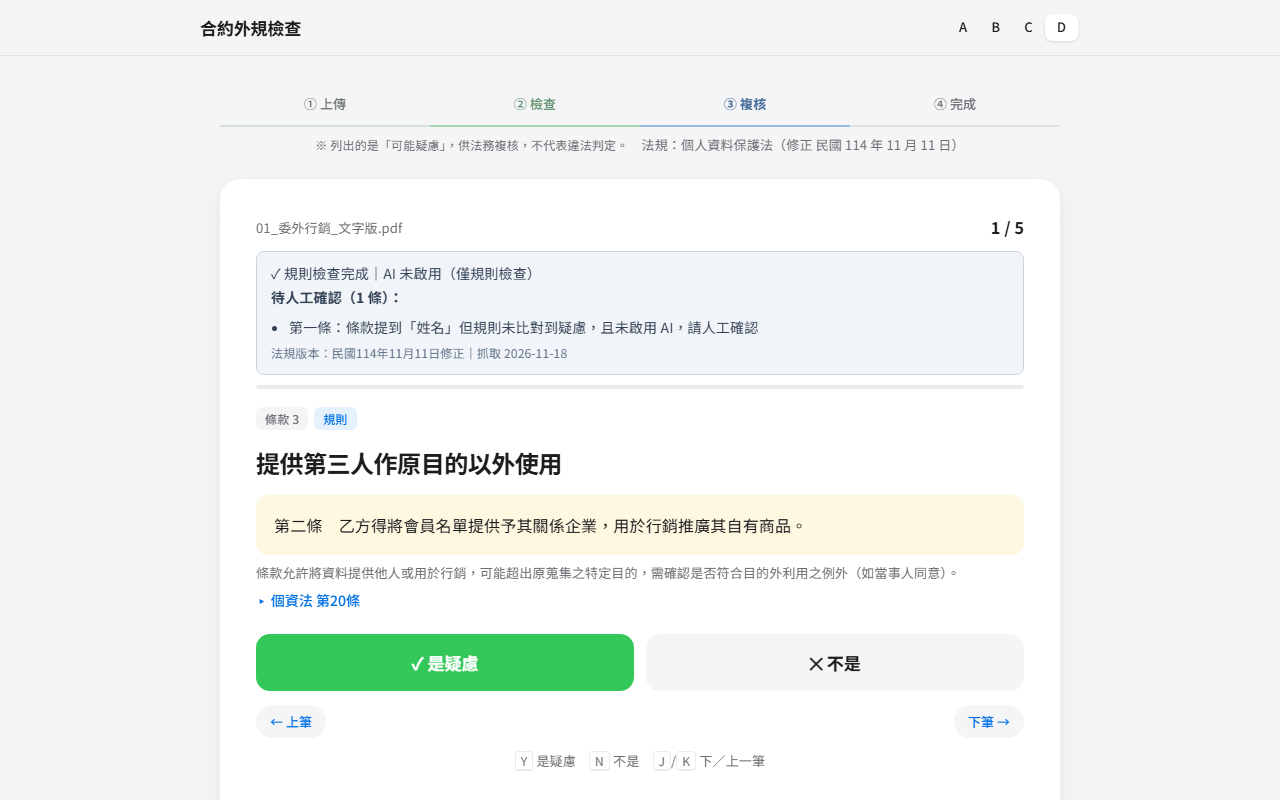 合約外規檢查
A B C D
① 上傳 ② 檢查 ③ 複核 ④ 完成
※ 列出的是「可能疑慮」，供法務複核，不代表違法判定。 法規：個人資料保護法（修正 民國 114 年 11 月 11 日）
01_委外行銷_文字版.pdf 1 / 5
✓ 規則檢查完成｜AI 未啟用（僅規則檢查）
待人工確認（1 條）：
• 第一條：條款提到「姓名」但規則未比對到疑慮，且未啟用 AI，請人工確認
法規版本：民國114年11月11日修正｜抓取 2026-11-18
條款 3 規則
提供第三人作原目的以外使用
第二條　乙方得將會員名單提供予其關係企業，用於行銷推廣其自有商品。
條款允許將資料提供他人或用於行銷，可能超出原蒐集之特定目的，需確認是否符合目的外利用之例外（如當事人同意）。
▸ 個資法 第20條
✓ 是疑慮 ✕ 不是
← 上筆 下筆 →
Y 是疑慮 N 不是 J/K 下／上一筆